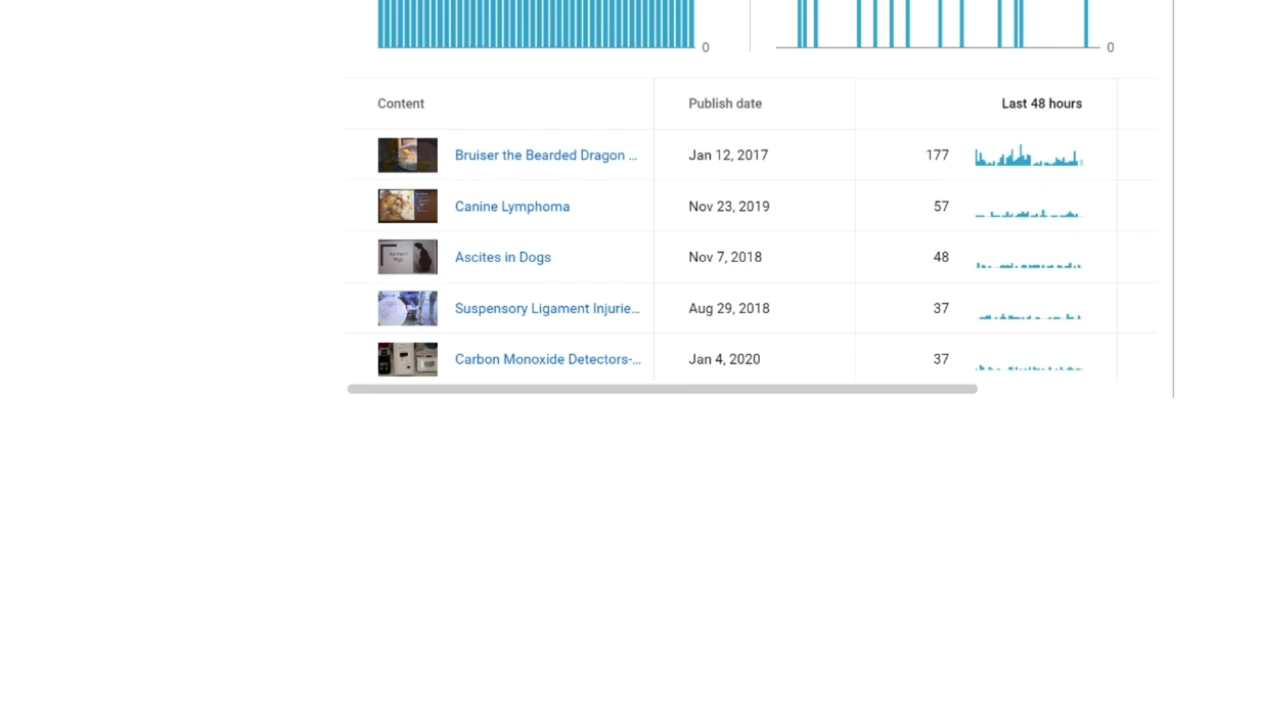 0
0
Content Publish date Last 48 hours
Bruiser the Bearded Dragon ... Jan 12, 2017 177
Canine Lymphoma Nov 23, 2019 57
Ascites in Dogs Nov 7, 2018 48
Suspensory Ligament Injurie... Aug 29, 2018 37
Carbon Monoxide Detectors-... Jan 4, 2020 37